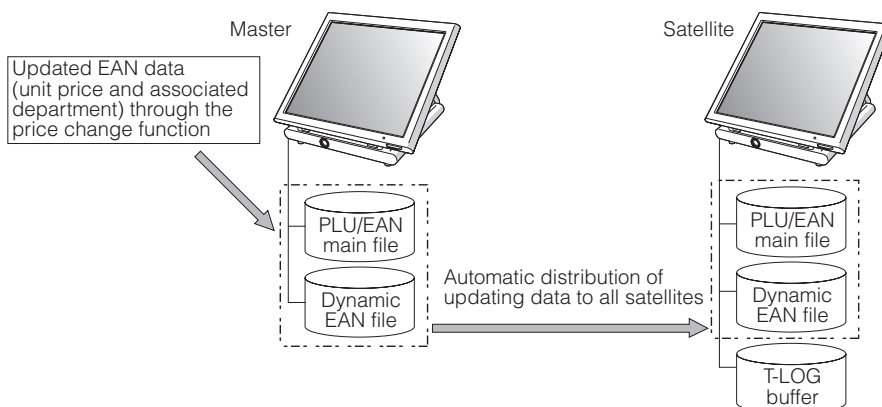 Master
Satellite
Updated EAN data
(unit price and associated
department) through the
price change function
PLU/EAN
main file
Dynamic
EAN file
Automatic distribution of
updating data to all satellites
PLU/EAN
main file
Dynamic
EAN file
T-LOG
buffer